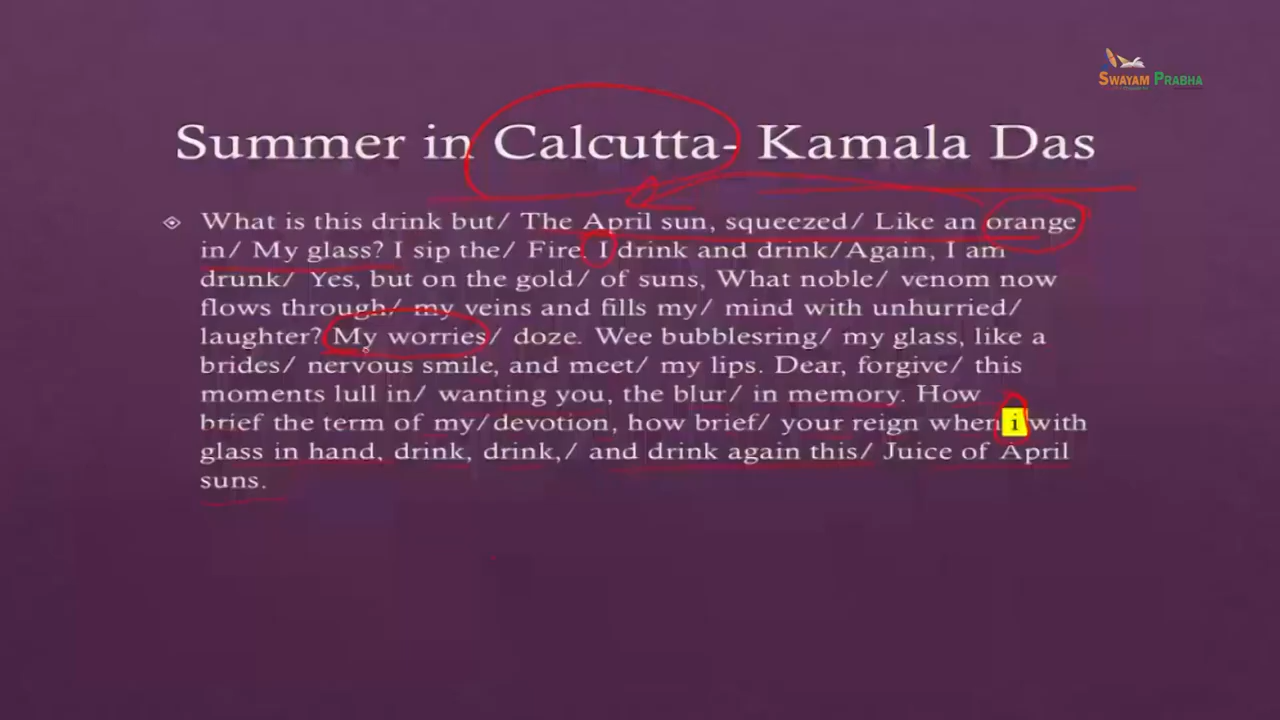 SWAYAM PRABHA
Summer in Calcutta- Kamala Das
What is this drink but/ The April sun, squeezed/ Like an orange
in/ My glass? I sip the/ Fire. I drink and drink/Again, I am
drunk/ Yes, but on the gold/ of suns, What noble/ venom now
flows through/ my veins and fills my/ mind with unhurried/
laughter? My worries/ doze. Wee bubblesring/ my glass, like a
brides/ nervous smile, and meet/ my lips. Dear, forgive/ this
moments lull in/ wanting you, the blur/ in memory. How
brief the term of my/devotion, how brief/ your reign when i with
glass in hand, drink, drink,/ and drink again this/ Juice of April
suns.